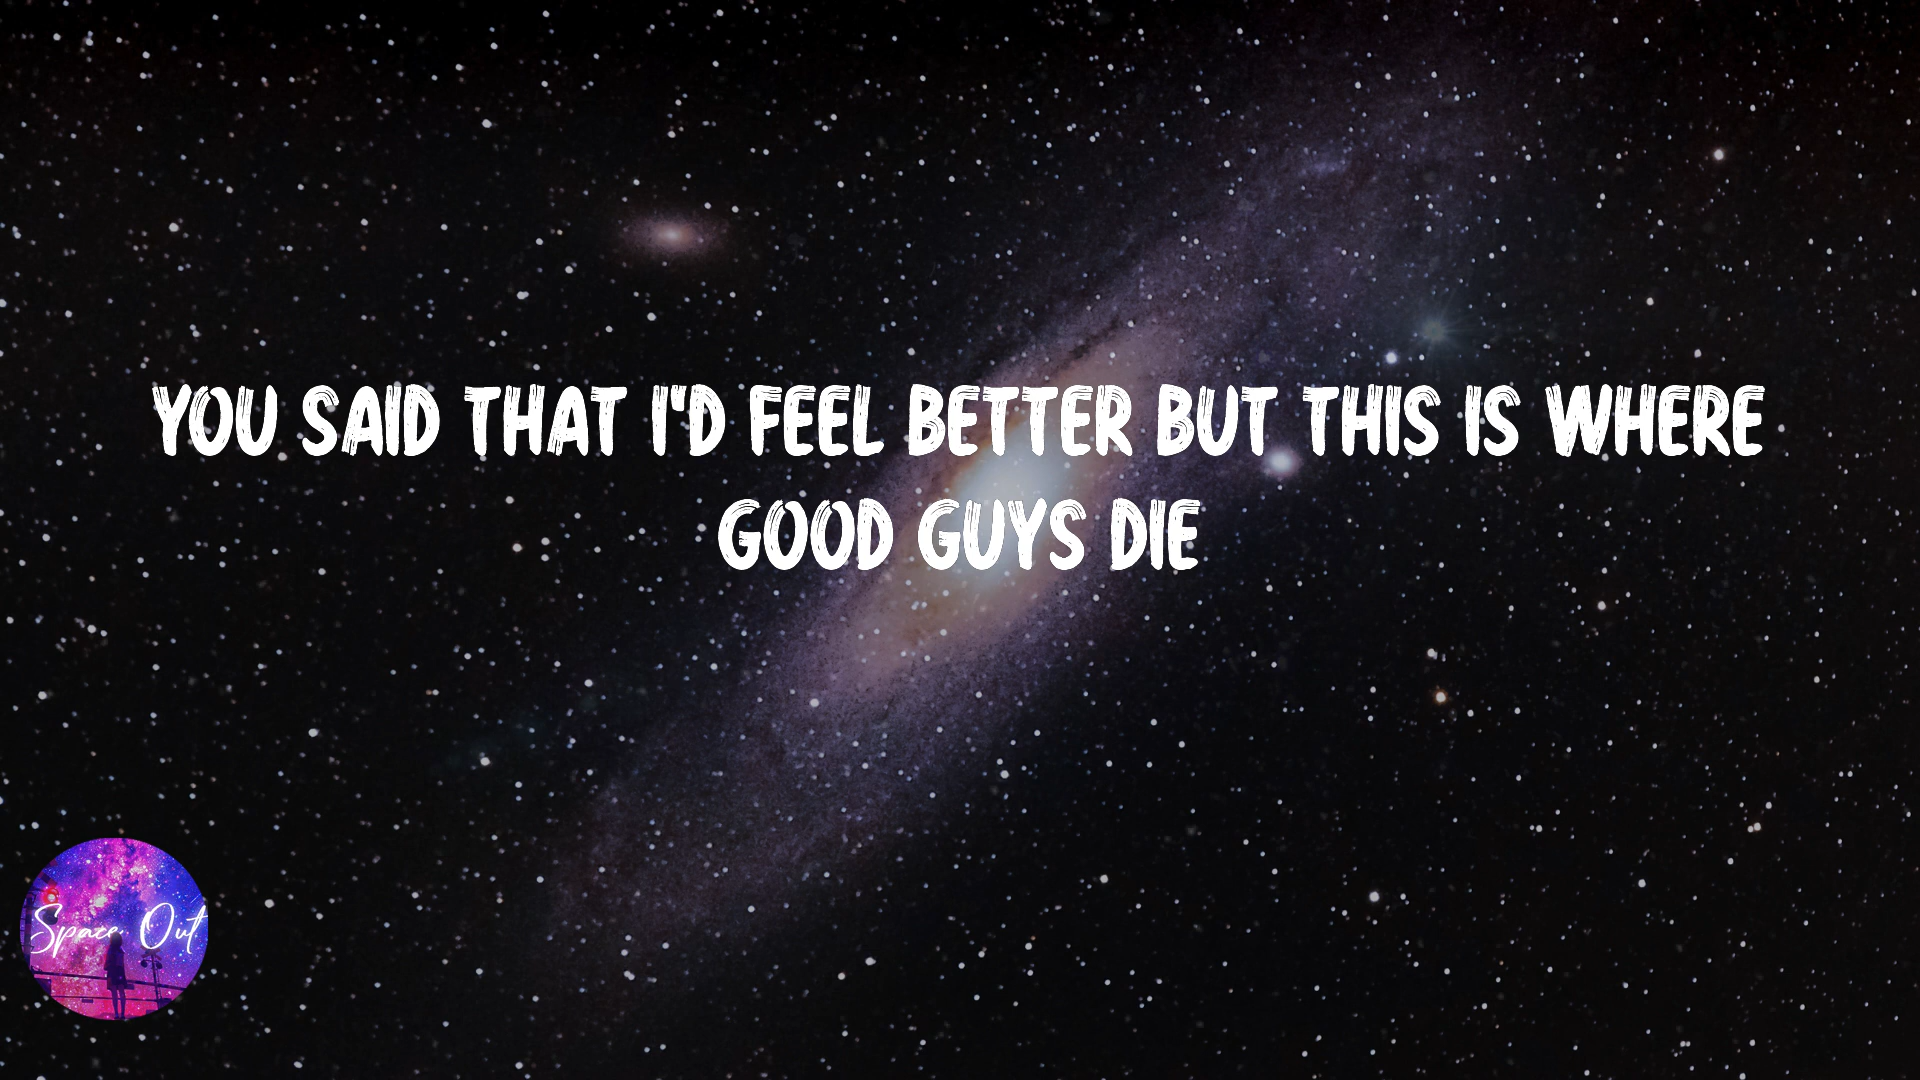 YOU SAID THAT I'D FEEL BETTER BUT THIS IS WHERE
GOOD GUYS DIE
Space Out